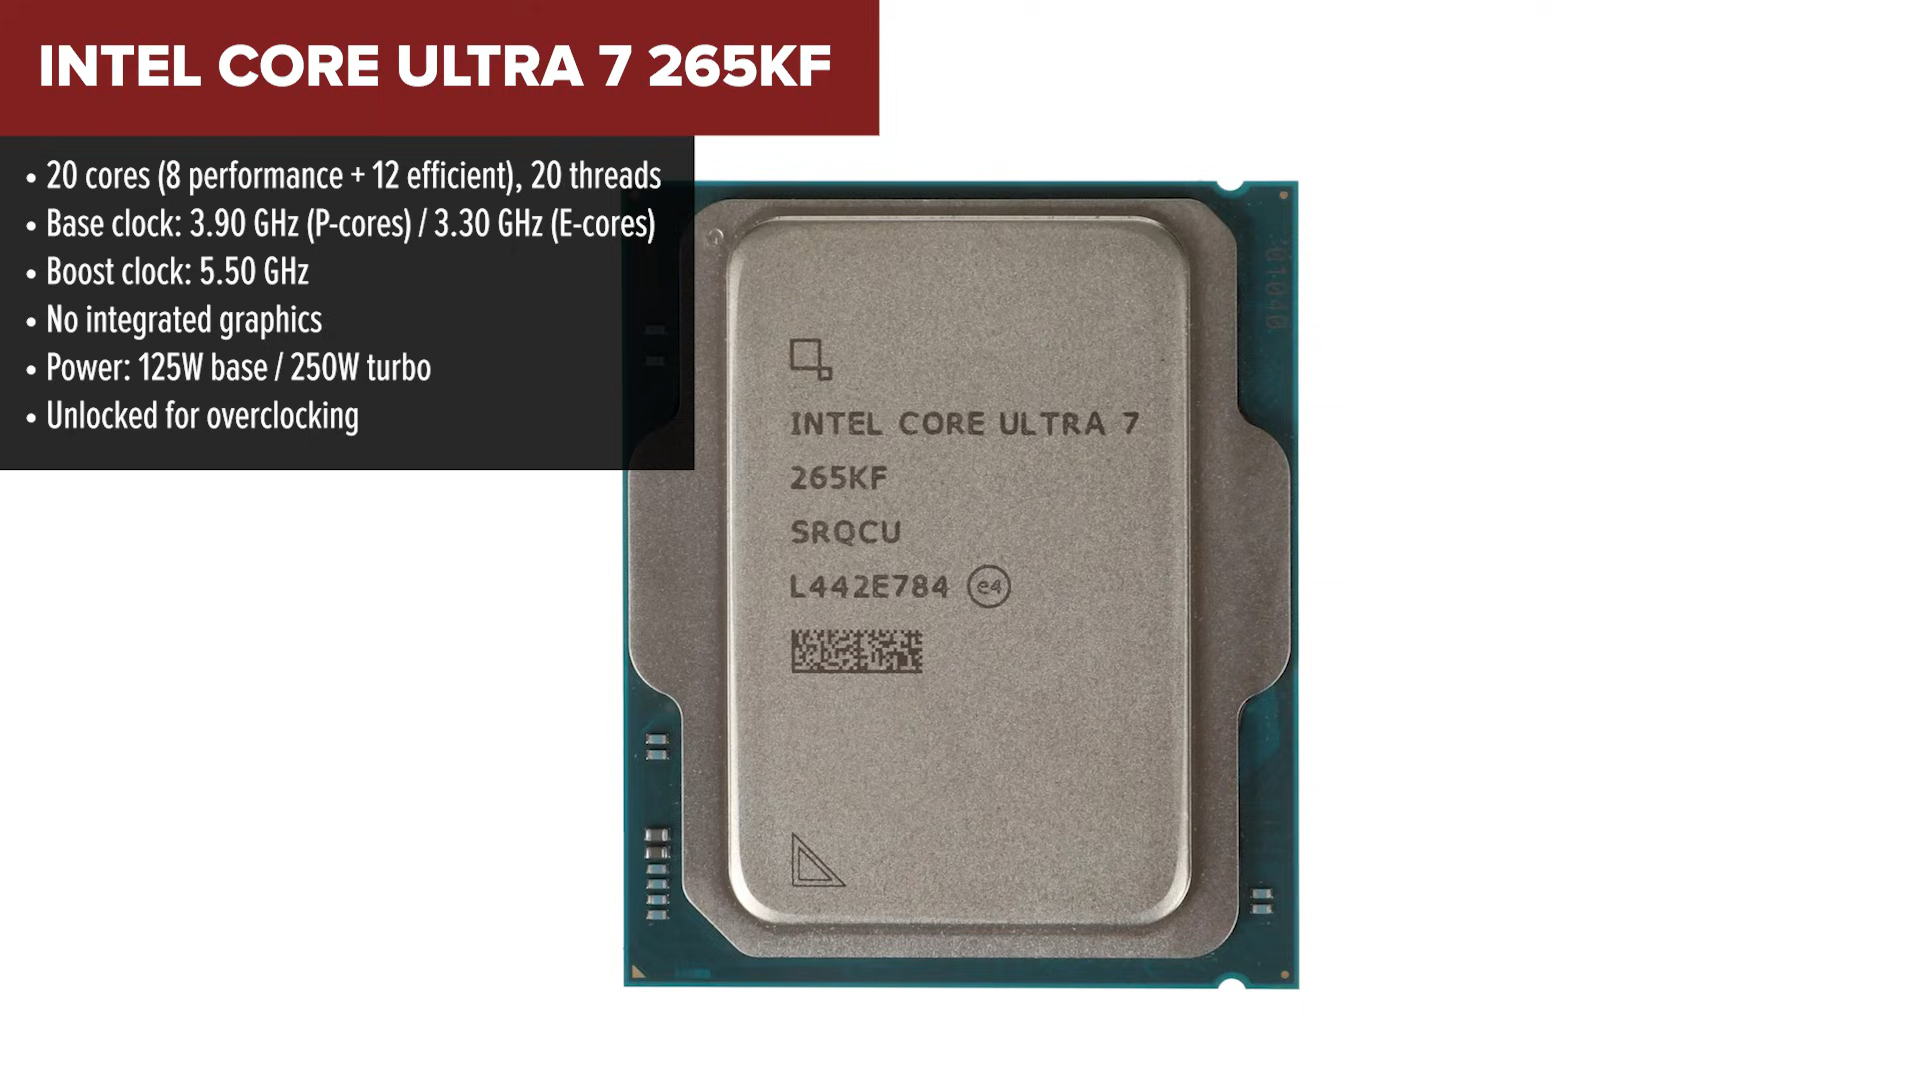 INTEL CORE ULTRA 7 265KF
• 20 cores (8 performance + 12 efficient), 20 threads
• Base clock: 3.90 GHz (P-cores) / 3.30 GHz (E-cores)
• Boost clock: 5.50 GHz
• No integrated graphics
• Power: 125W base / 250W turbo
• Unlocked for overclocking
INTEL CORE ULTRA 7
265KF
SRQCU
L442E784 e4